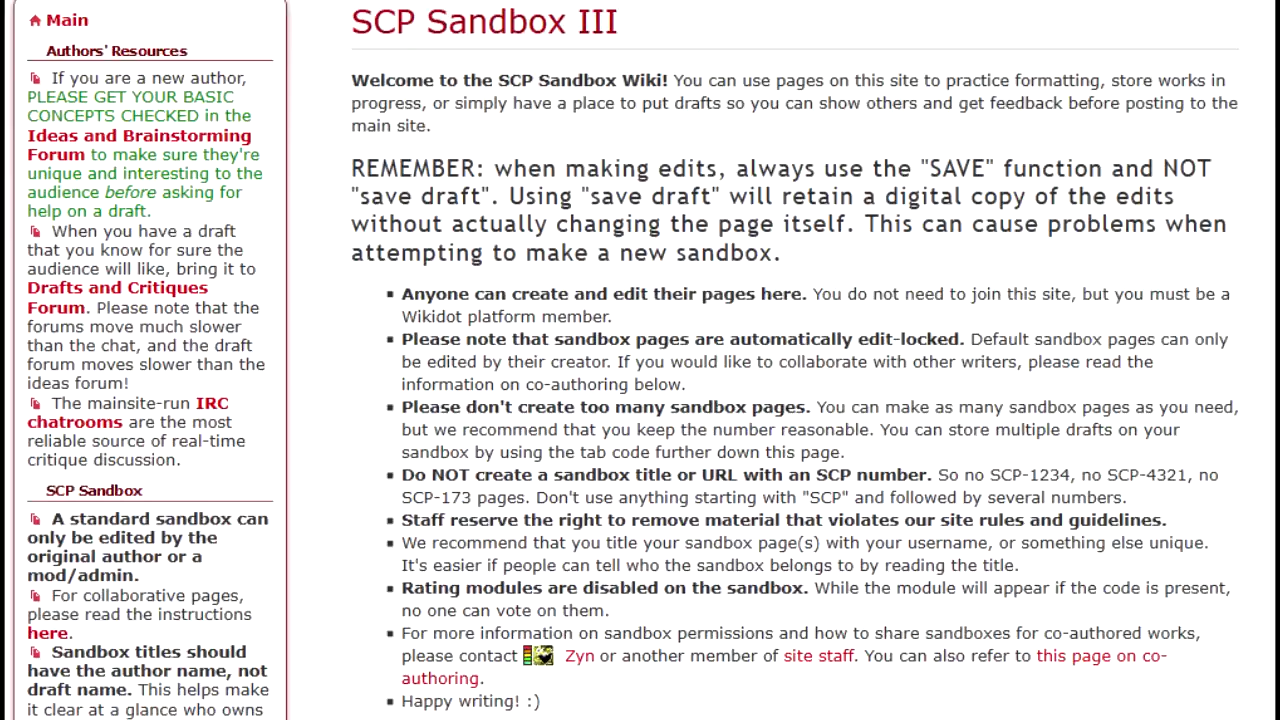 Main
Authors' Resources
If you are a new author,
PLEASE GET YOUR BASIC
CONCEPTS CHECKED in the
Ideas and Brainstorming
Forum to make sure they're
unique and interesting to the
audience before asking for
help on a draft.
When you have a draft
that you know for sure the
audience will like, bring it to
Drafts and Critiques
Forum. Please note that the
forums move much slower
than the chat, and the draft
forum moves slower than the
ideas forum!
The mainsite-run IRC
chatrooms are the most
reliable source of real-time
critique discussion.
SCP Sandbox
A standard sandbox can
only be edited by the
original author or a
mod/admin.
For collaborative pages,
please read the instructions
here.
Sandbox titles should
have the author name, not
draft name. This helps make
it clear at a glance who owns
SCP Sandbox III
Welcome to the SCP Sandbox Wiki! You can use pages on this site to practice formatting, store works in
progress, or simply have a place to put drafts so you can show others and get feedback before posting to the
main site.
REMEMBER: when making edits, always use the "SAVE" function and NOT
"save draft". Using "save draft" will retain a digital copy of the edits
without actually changing the page itself. This can cause problems when
attempting to make a new sandbox.
Anyone can create and edit their pages here. You do not need to join this site, but you must be a
Wikidot platform member.
Please note that sandbox pages are automatically edit-locked. Default sandbox pages can only
be edited by their creator. If you would like to collaborate with other writers, please read the
information on co-authoring below.
Please don't create too many sandbox pages. You can make as many sandbox pages as you need,
but we recommend that you keep the number reasonable. You can store multiple drafts on your
sandbox by using the tab code further down this page.
Do NOT create a sandbox title or URL with an SCP number. So no SCP-1234, no SCP-4321, no
SCP-173 pages. Don't use anything starting with "SCP" and followed by several numbers.
Staff reserve the right to remove material that violates our site rules and guidelines.
We recommend that you title your sandbox page(s) with your username, or something else unique.
It's easier if people can tell who the sandbox belongs to by reading the title.
Rating modules are disabled on the sandbox. While the module will appear if the code is present,
no one can vote on them.
For more information on sandbox permissions and how to share sandboxes for co-authored works,
please contact Zyn or another member of site staff. You can also refer to this page on co-
authoring.
Happy writing! :)